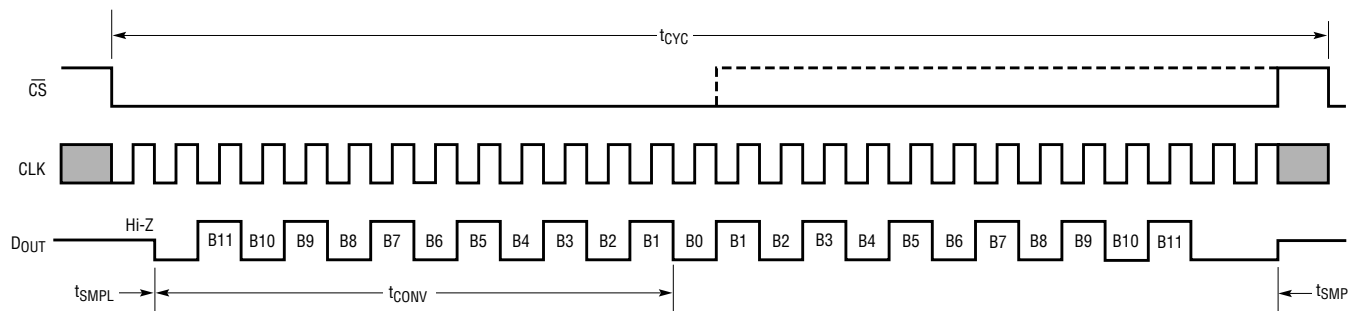 tCYC
CS
CLK
Hi-Z
DOUT
B11 B10 B9 B8 B7 B6 B5 B4 B3 B2 B1 B0 B1 B2 B3 B4 B5 B6 B7 B8 B9 B10 B11
tSMPL
tCONV
tSMP